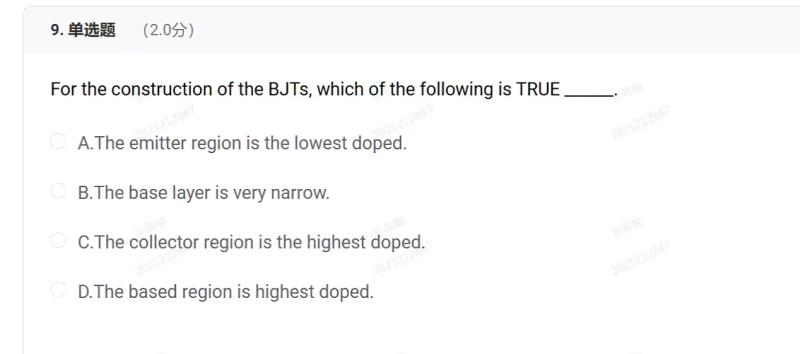 9. 单选题 (2.0分)
For the construction of the BJTs, which of the following is TRUE ______.
A.The emitter region is the lowest doped.
B.The base layer is very narrow.
C.The collector region is the highest doped.
D.The based region is highest doped.